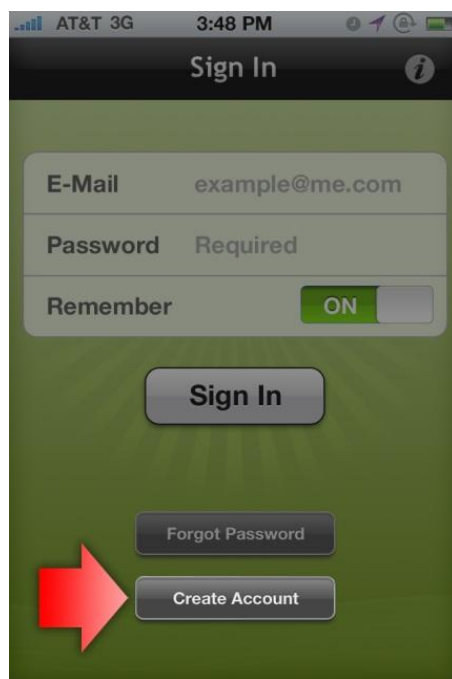 AT&T 3G 3:48 PM
Sign In
i
E-Mail example@me.com
Password Required
Remember ON
Sign In
Forgot Password
Create Account